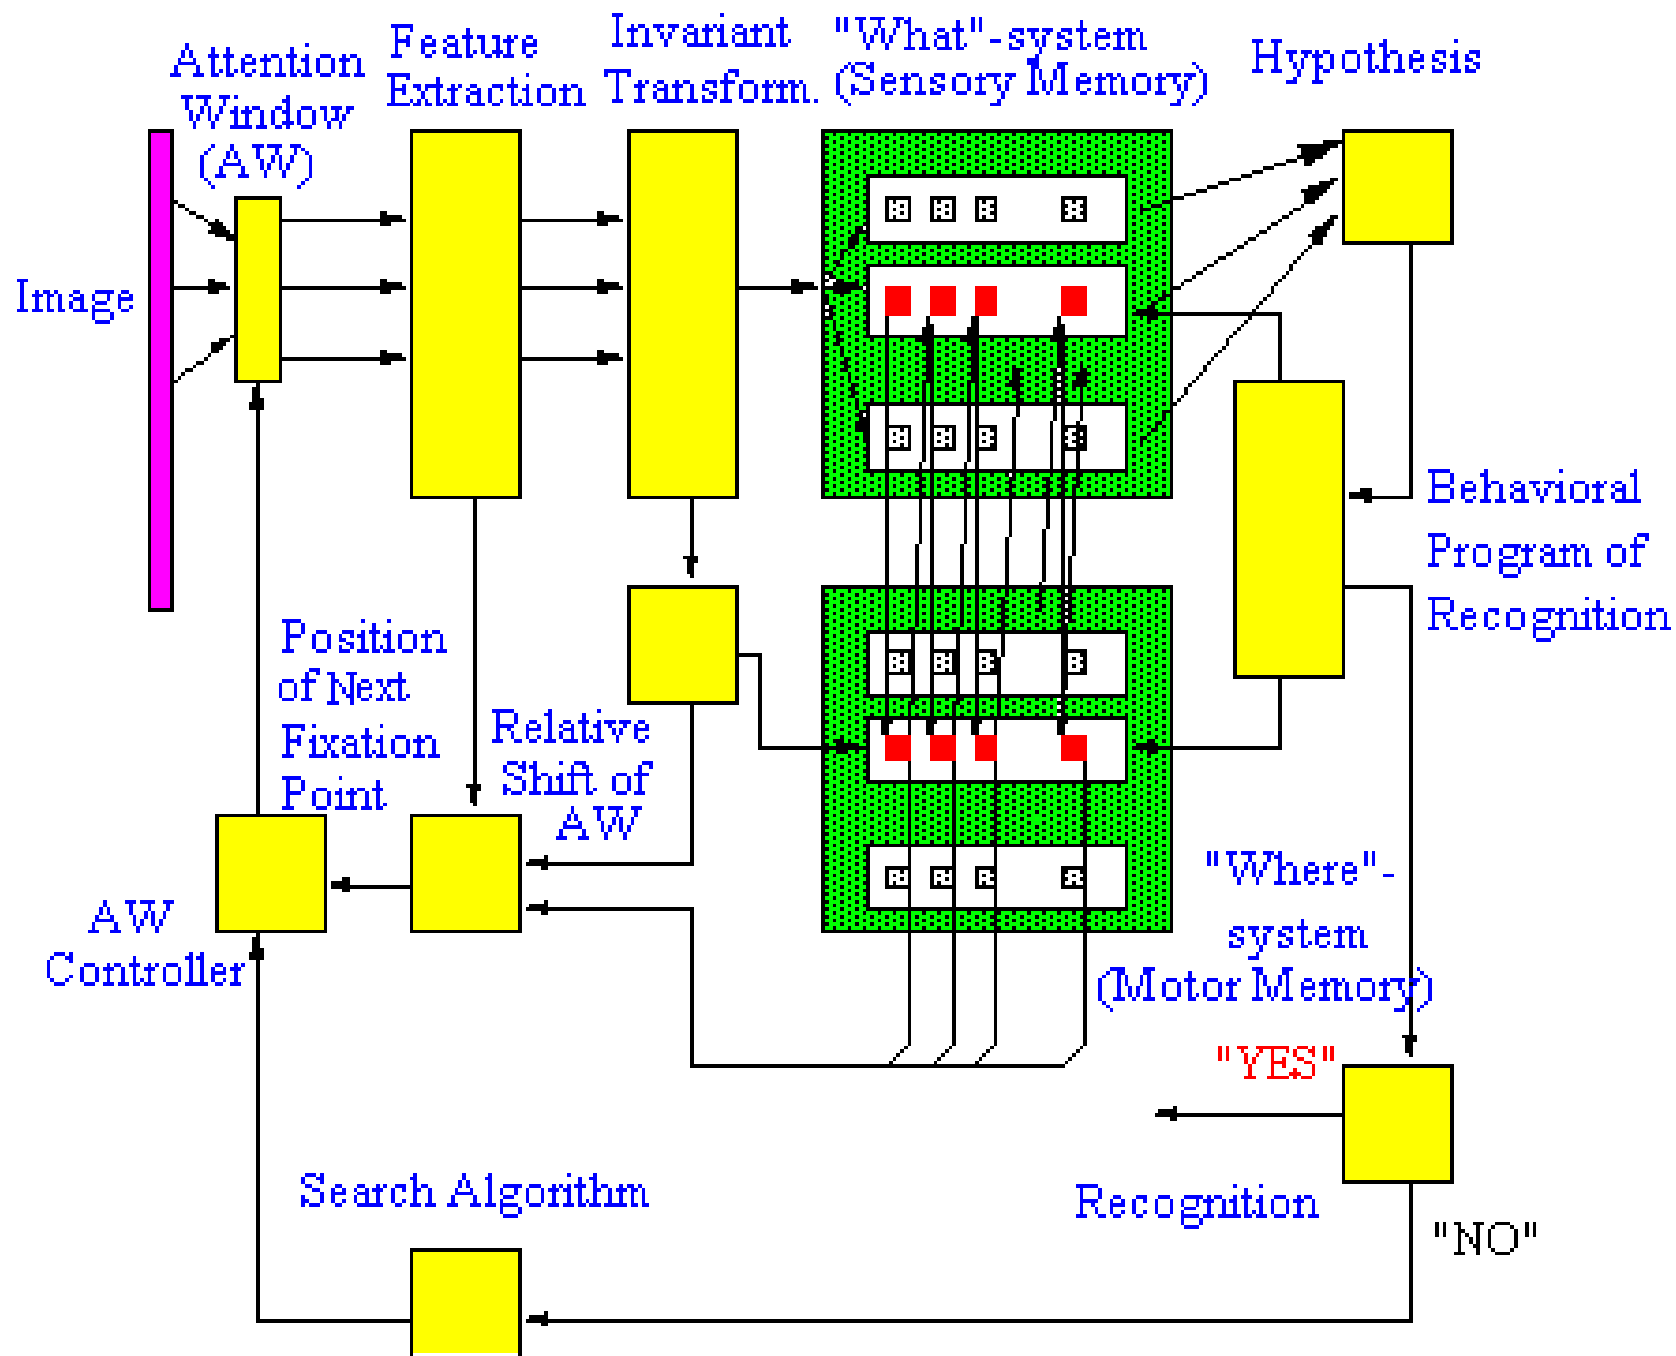 Attention
Window
(AW)
Feature
Extraction
Invariant
Transform.
"What"-system
(Sensory Memory)
Hypothesis
Image
Behavioral
Program of
Recognition
Position
of Next
Fixation
Point
Relative
Shift of
AW
AW
Controller
"Where"-
system
(Motor Memory)
"YES"
Recognition
"NO"
Search Algorithm